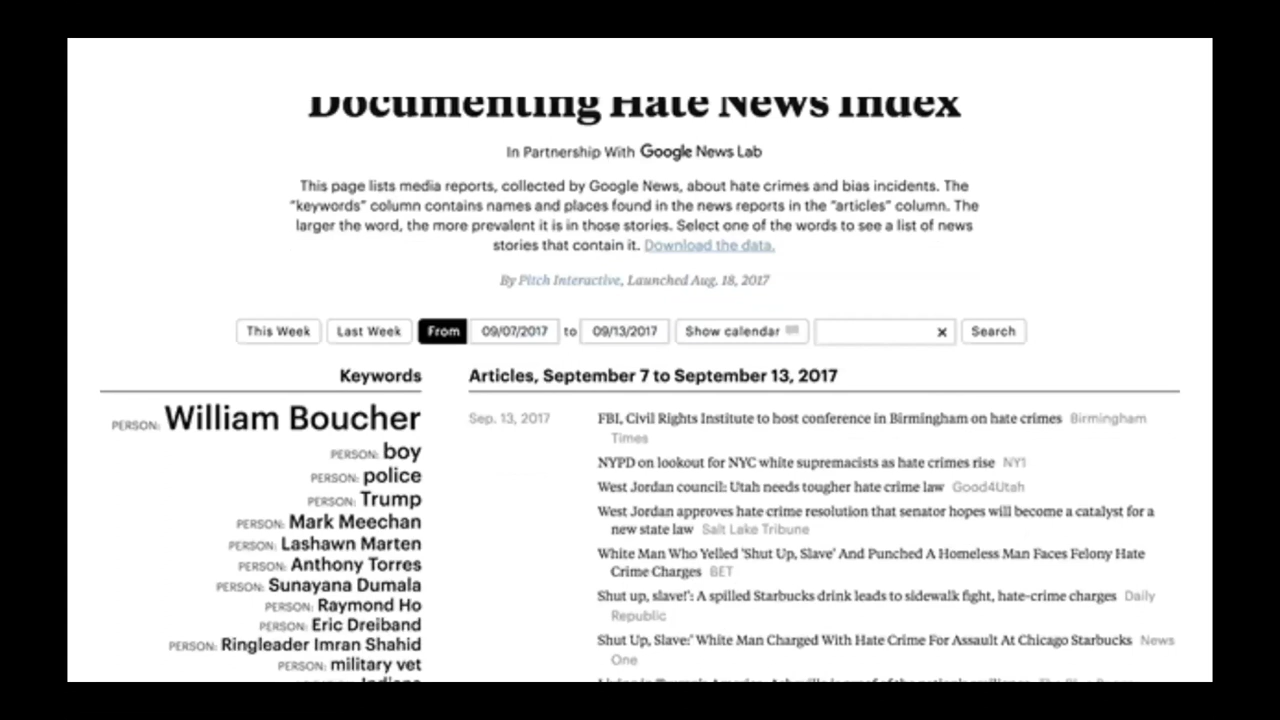 Documenting Hate News Index
In Partnership With Google News Lab
This page lists media reports, collected by Google News, about hate crimes and bias incidents. The
"keywords" column contains names and places found in the news reports in the "articles" column. The
larger the word, the more prevalent it is in those stories. Select one of the words to see a list of news
stories that contain it. Download the data.
By Pitch Interactive, Launched Aug. 18, 2017
This Week Last Week From 09/07/2017 to 09/13/2017 Show calendar × Search
Keywords
PERSON: William Boucher
PERSON: boy
PERSON: police
PERSON: Trump
PERSON: Mark Meechan
PERSON: Lashawn Marten
PERSON: Anthony Torres
PERSON: Sunayana Dumala
PERSON: Raymond Ho
PERSON: Eric Dreiband
PERSON: Ringleader Imran Shahid
PERSON: military vet
Articles, September 7 to September 13, 2017
Sep. 13, 2017
FBI, Civil Rights Institute to host conference in Birmingham on hate crimes Birmingham
Times
NYPD on lookout for NYC white supremacists as hate crimes rise NY1
West Jordan council: Utah needs tougher hate crime law Good4Utah
West Jordan approves hate crime resolution that senator hopes will become a catalyst for a
new state law Salt Lake Tribune
White Man Who Yelled 'Shut Up, Slave' And Punched A Homeless Man Faces Felony Hate
Crime Charges BET
Shut up, slave!': A spilled Starbucks drink leads to sidewalk fight, hate-crime charges Daily
Republic
Shut Up, Slave:' White Man Charged With Hate Crime For Assault At Chicago Starbucks News
One